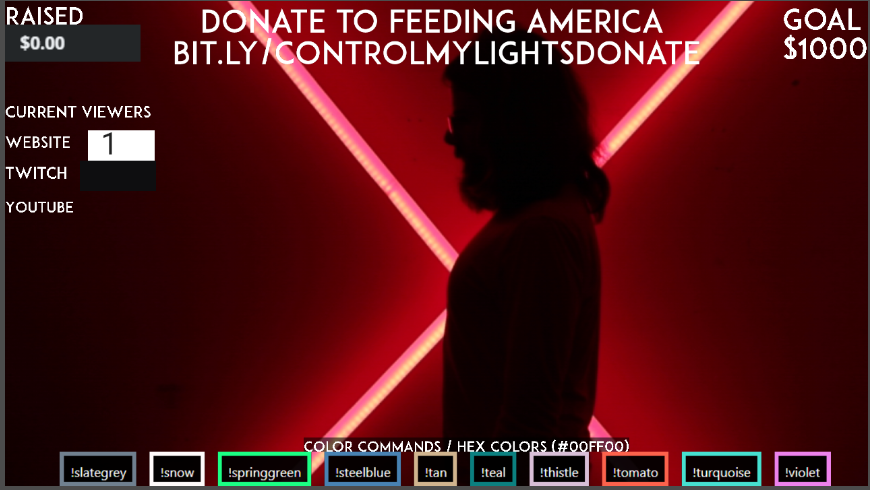 RAISED
$0.00
DONATE TO FEEDING AMERICA
BIT.LY/CONTROLMYLIGHTSDONATE
GOAL
$1000
CURRENT VIEWERS
WEBSITE 1
TWITCH
YOUTUBE
COLOR COMMANDS / HEX COLORS (#00FF00)
!slategrey !snow !springgreen !steelblue !tan !teal !thistle !tomato !turquoise !violet